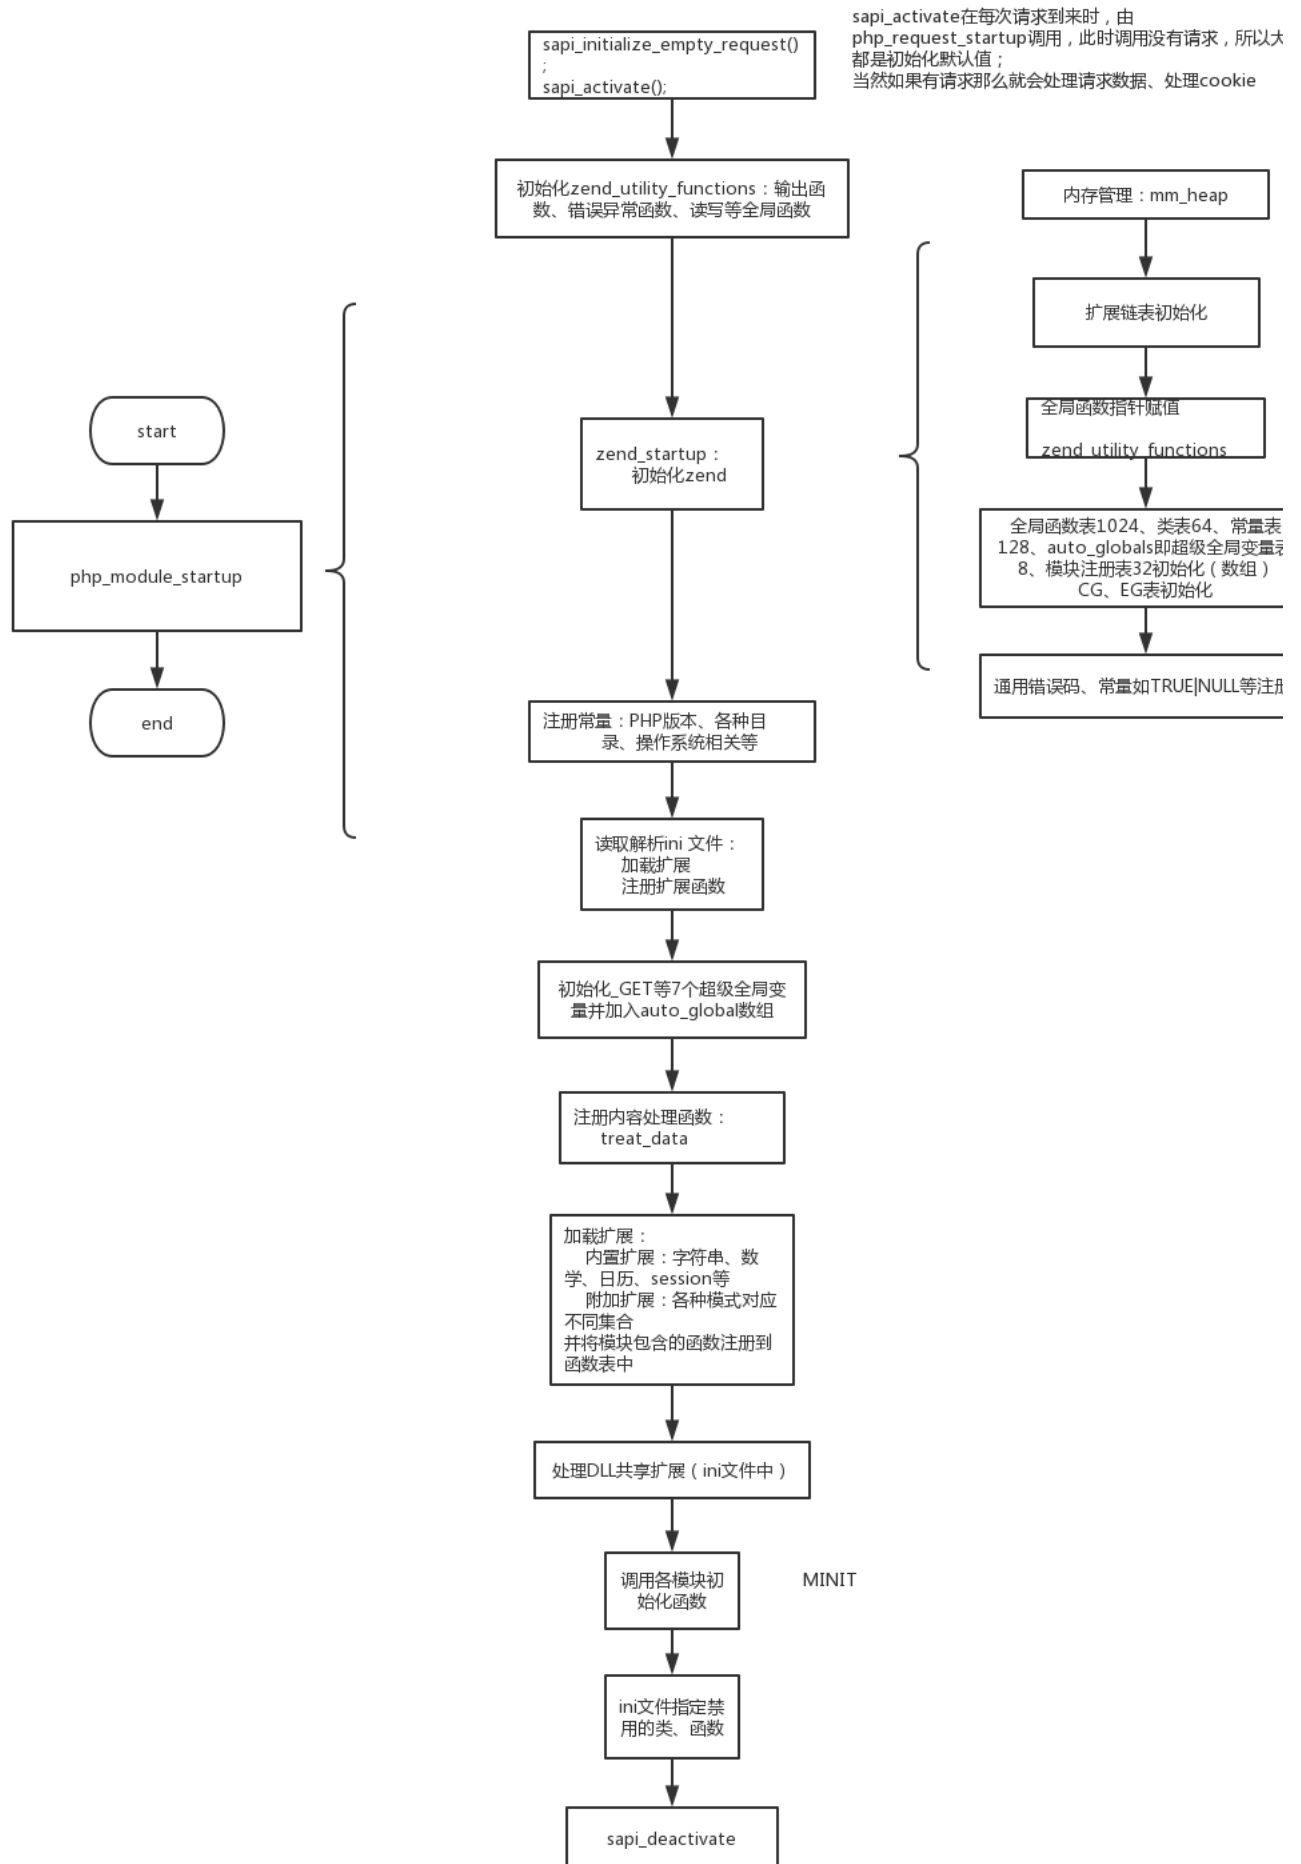 sapi_activate在每次请求到来时，由
php_request_startup调用，此时调用没有请求，所以大
都是初始化默认值；
当然如果有请求那么就会处理请求数据、处理cookie
sapi_initialize_empty_request()
;
sapi_activate();
初始化zend_utility_functions：输出函
数、错误异常函数、读写等全局函数
内存管理：mm_heap
扩展链表初始化
全局函数指针赋值
zend_utility_functions
全局函数表1024、类表64、常量表
128、auto_globals即超级全局变量表
8、模块注册表32初始化（数组）
CG、EG表初始化
通用错误码、常量如TRUE|NULL等注册
start
php_module_startup
end
zend_startup：
初始化zend
注册常量：PHP版本、各种目
录、操作系统相关等
读取解析ini 文件：
加载扩展
注册扩展函数
初始化_GET等7个超级全局变
量并加入auto_global数组
注册内容处理函数：
treat_data
加载扩展：
内置扩展：字符串、数
学、日历、session等
附加扩展：各种模式对应
不同集合
并将模块包含的函数注册到
函数表中
处理DLL共享扩展（ini文件中）
调用各模块初
始化函数
MINIT
ini文件指定禁
用的类、函数
sapi_deactivate